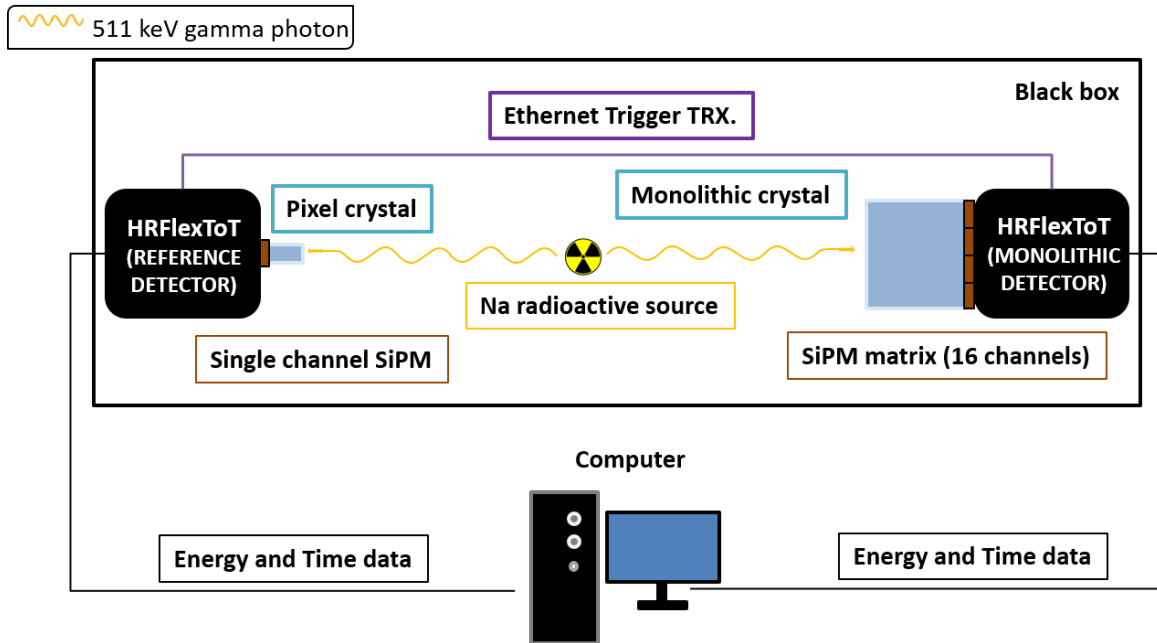 511 keV gamma photon
Black box
Ethernet Trigger TRX.
Pixel crystal
Monolithic crystal
HRFlexToT
(REFERENCE
DETECTOR)
HRFlexToT
(MONOLITHIC
DETECTOR)
Na radioactive source
Single channel SiPM
SiPM matrix (16 channels)
Computer
Energy and Time data
Energy and Time data